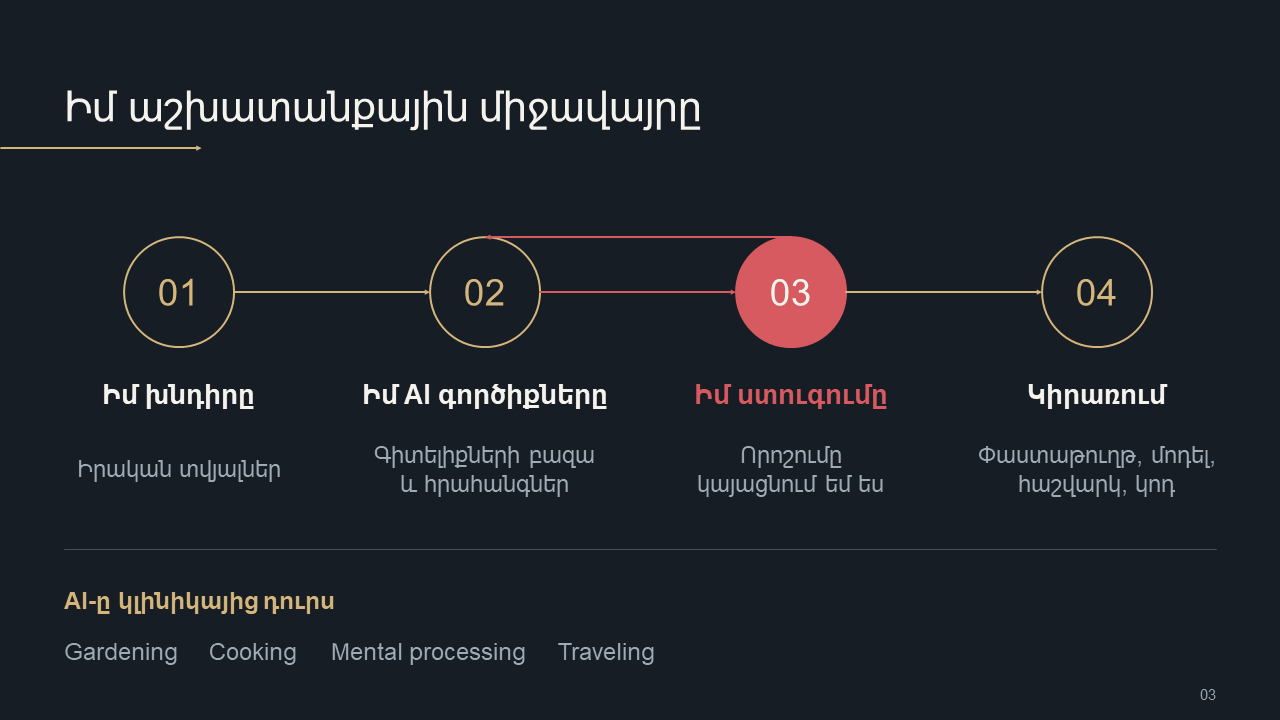 Իմ աշխատանքային միջավայրը
01
02
03
04
Իմ խնդիրը
Իմ AI գործիքները
Իմ ստուգումը
Կիրառում
Իրական տվյալներ
Գիտելիքների բազա
և հրահանգներ
Որոշումը
կայացնում եմ ես
Փաստաթուղթ, մոդել,
հաշվարկ, կոդ
AI-ը կլինիկայից դուրս
Gardening Cooking Mental processing Traveling
03